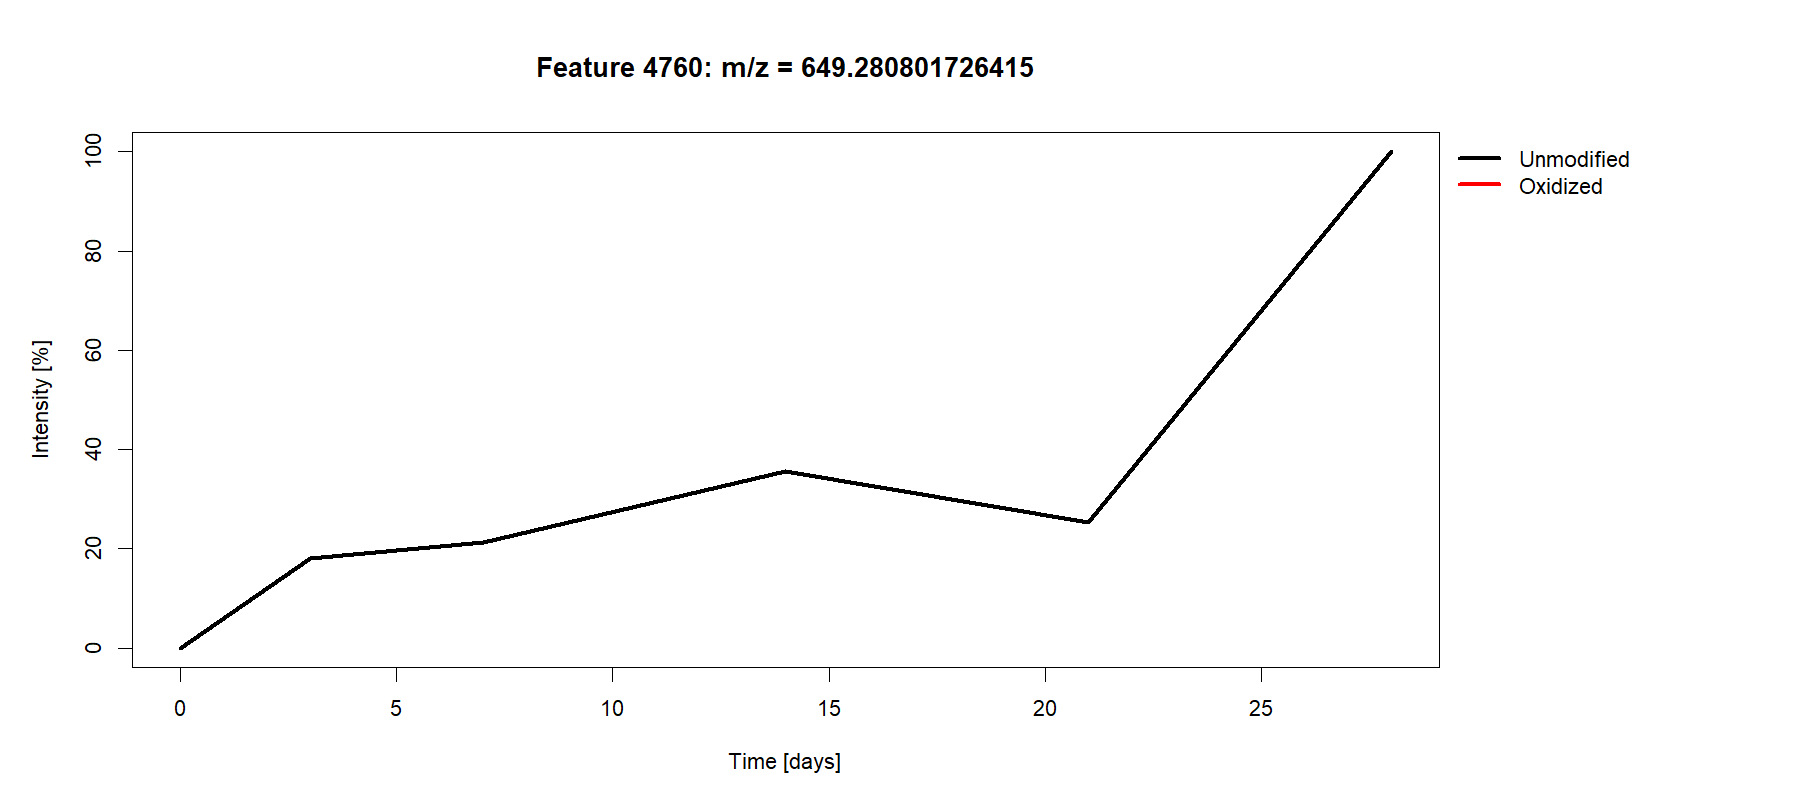 Feature 4760: m/z = 649.280801726415
Unmodified
Oxidized
Intensity [%]
100
80
60
40
20
0
0 5 10 15 20 25
Time [days]